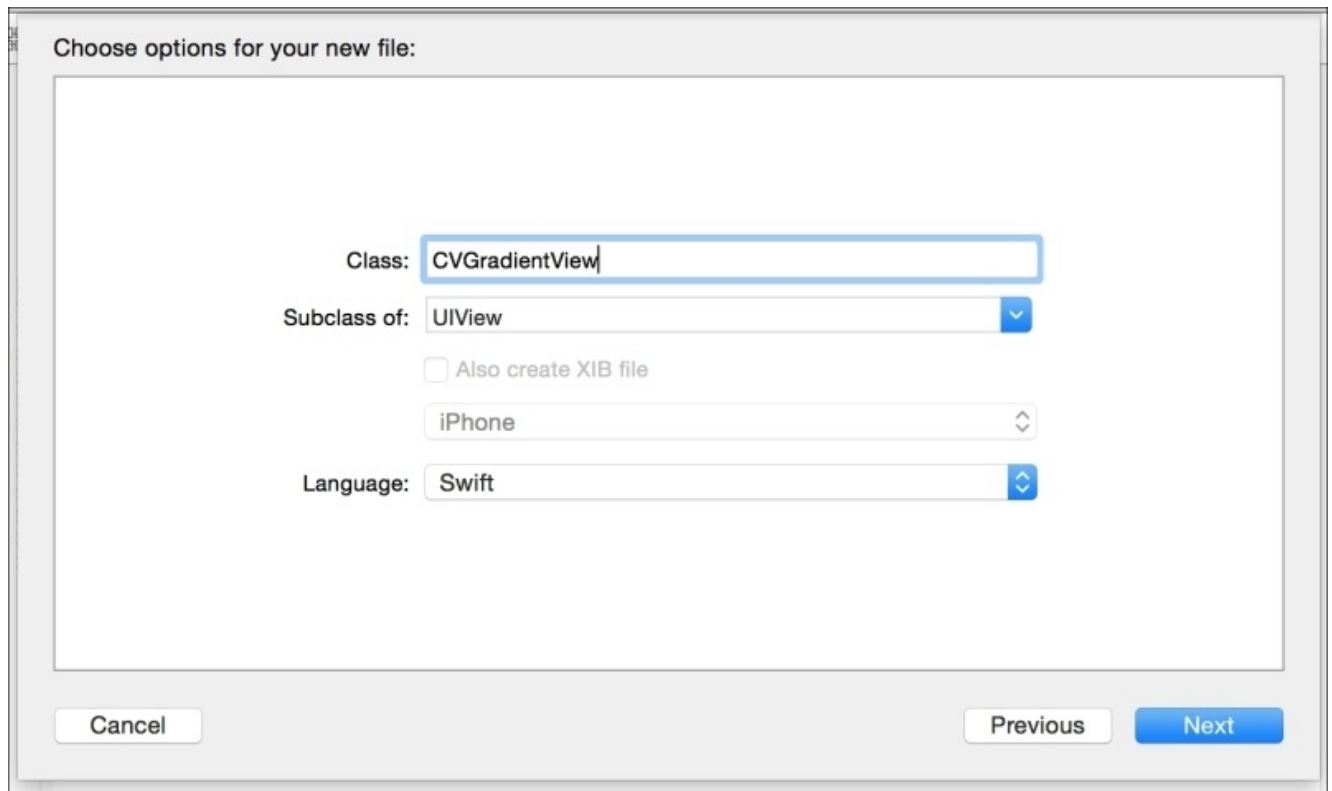 Choose options for your new file:
Class: CVGradientView
Subclass of: UIView
Also create XIB file
iPhone
Language: Swift
Cancel Previous Next